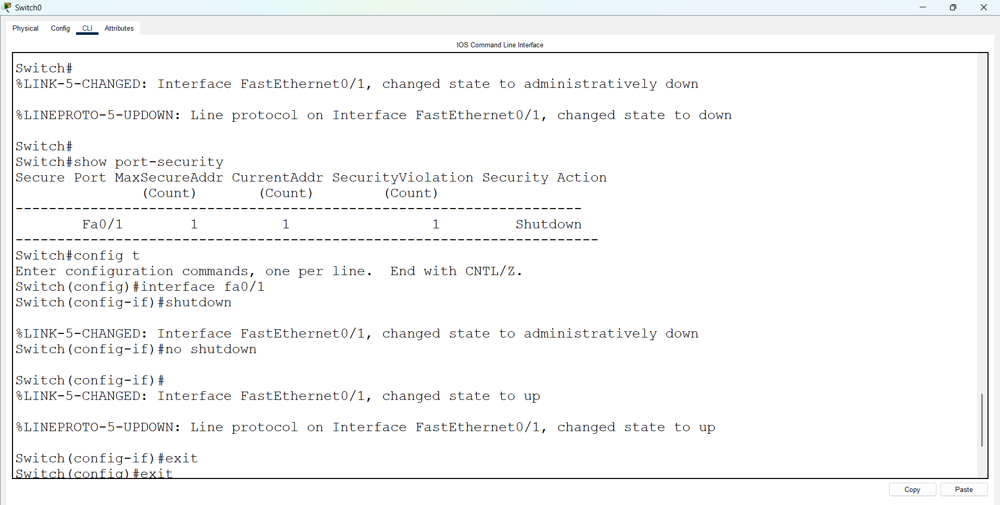 Switch0
Physical Config CLI Attributes
IOS Command Line Interface
Switch#
%LINK-5-CHANGED: Interface FastEthernet0/1, changed state to administratively down
%LINEPROTO-5-UPDOWN: Line protocol on Interface FastEthernet0/1, changed state to down
Switch#
Switch#show port-security
Secure Port MaxSecureAddr CurrentAddr SecurityViolation Security Action
(Count) (Count) (Count)
--------------------------------------------------------------------
Fa0/1 1 1 1 Shutdown
----------------------------------------------------------------------
Switch#config t
Enter configuration commands, one per line. End with CNTL/Z.
Switch(config)#interface fa0/1
Switch(config-if)#shutdown
%LINK-5-CHANGED: Interface FastEthernet0/1, changed state to administratively down
Switch(config-if)#no shutdown
Switch(config-if)#
%LINK-5-CHANGED: Interface FastEthernet0/1, changed state to up
%LINEPROTO-5-UPDOWN: Line protocol on Interface FastEthernet0/1, changed state to up
Switch(config-if)#exit
Switch(config)#exit
Copy Paste